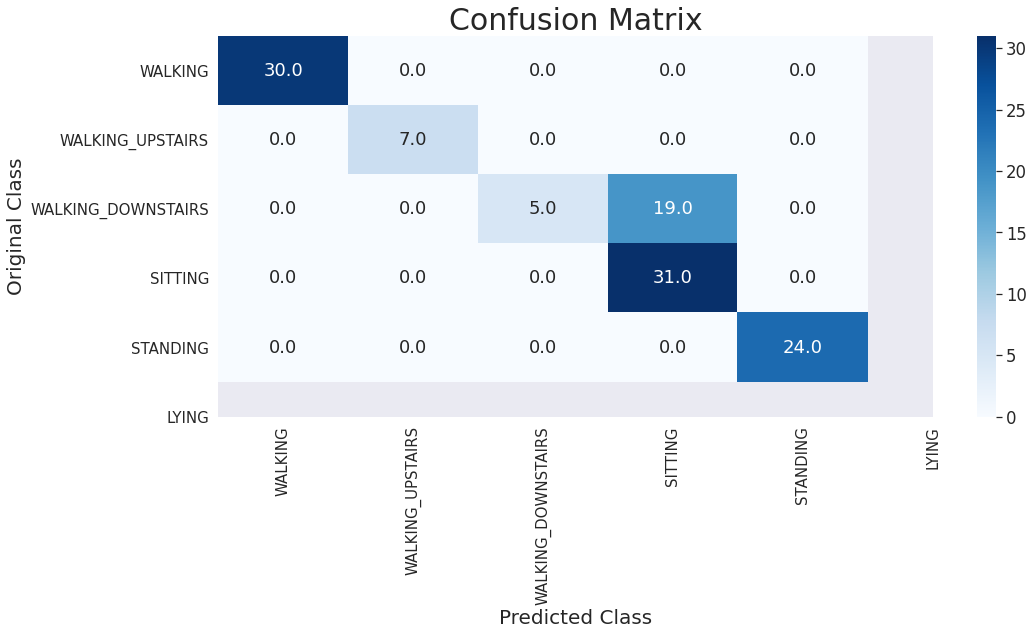 Confusion Matrix
Original Class
WALKING 30.0 0.0 0.0 0.0 0.0
WALKING_UPSTAIRS 0.0 7.0 0.0 0.0 0.0
WALKING_DOWNSTAIRS 0.0 0.0 5.0 19.0 0.0
SITTING 0.0 0.0 0.0 31.0 0.0
STANDING 0.0 0.0 0.0 0.0 24.0
LYING
WALKING
WALKING_UPSTAIRS
WALKING_DOWNSTAIRS
SITTING
STANDING
LYING
Predicted Class
30
25
20
15
10
5
0